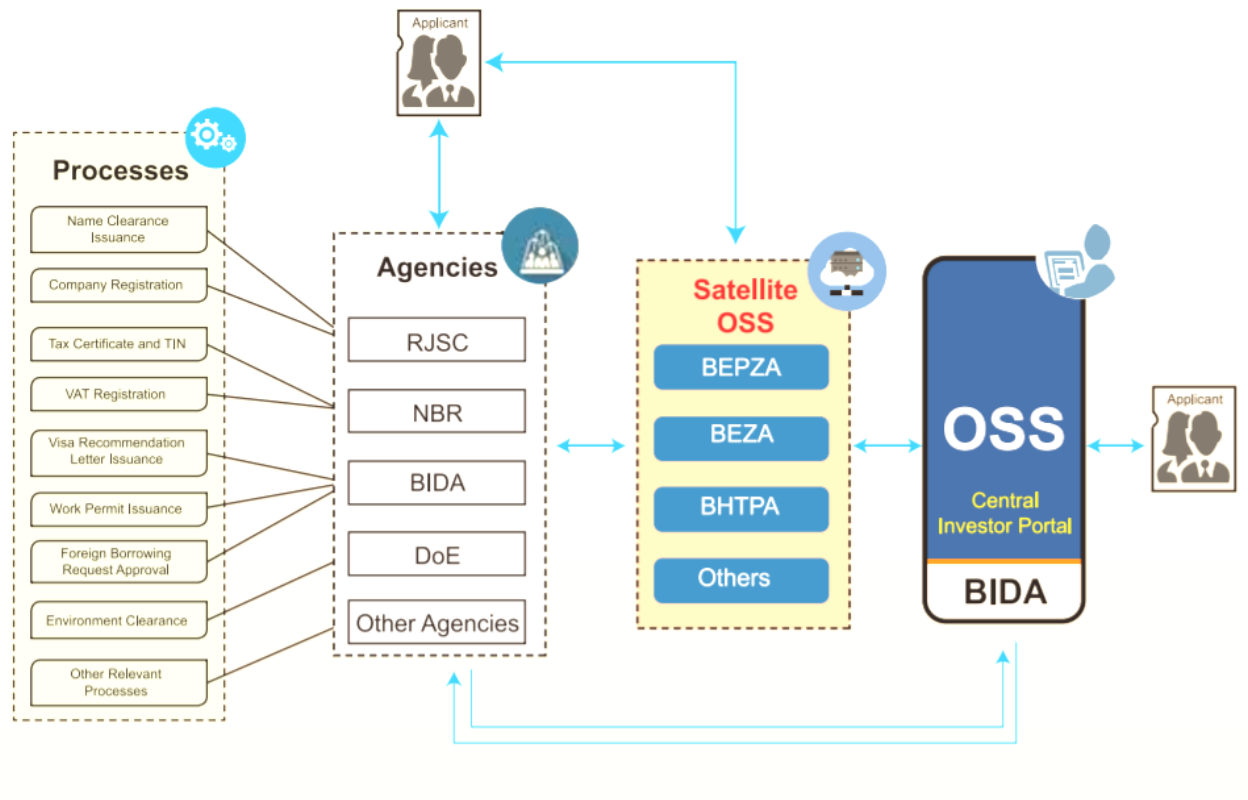 Applicant
Processes
Name Clearance
Issuance
Company Registration
Tax Certificate and TIN
VAT Registration
Visa Recommendation
Letter Issuance
Work Permit Issuance
Foreign Borrowing
Request Approval
Environment Clearance
Other Relevant
Processes
Agencies
RJSC
NBR
BIDA
DoE
Other Agencies
Satellite
OSS
BEPZA
BEZA
BHTPA
Others
OSS
Central
Investor Portal
BIDA
Applicant